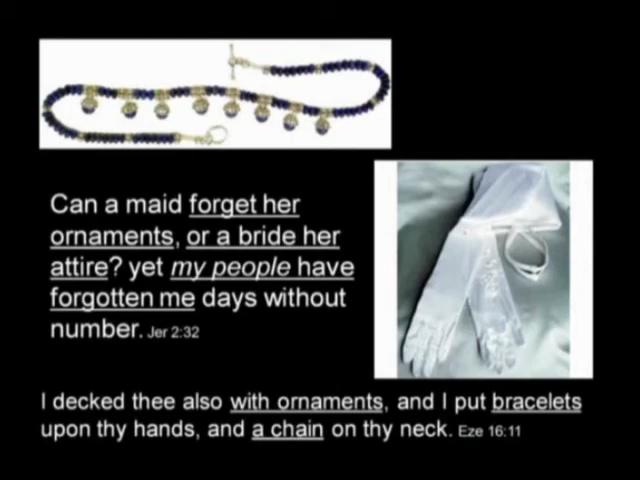 Can a maid forget her
ornaments, or a bride her
attire? yet my people have
forgotten me days without
number. Jer 2:32
I decked thee also with ornaments, and I put bracelets
upon thy hands, and a chain on thy neck. Eze 16:11